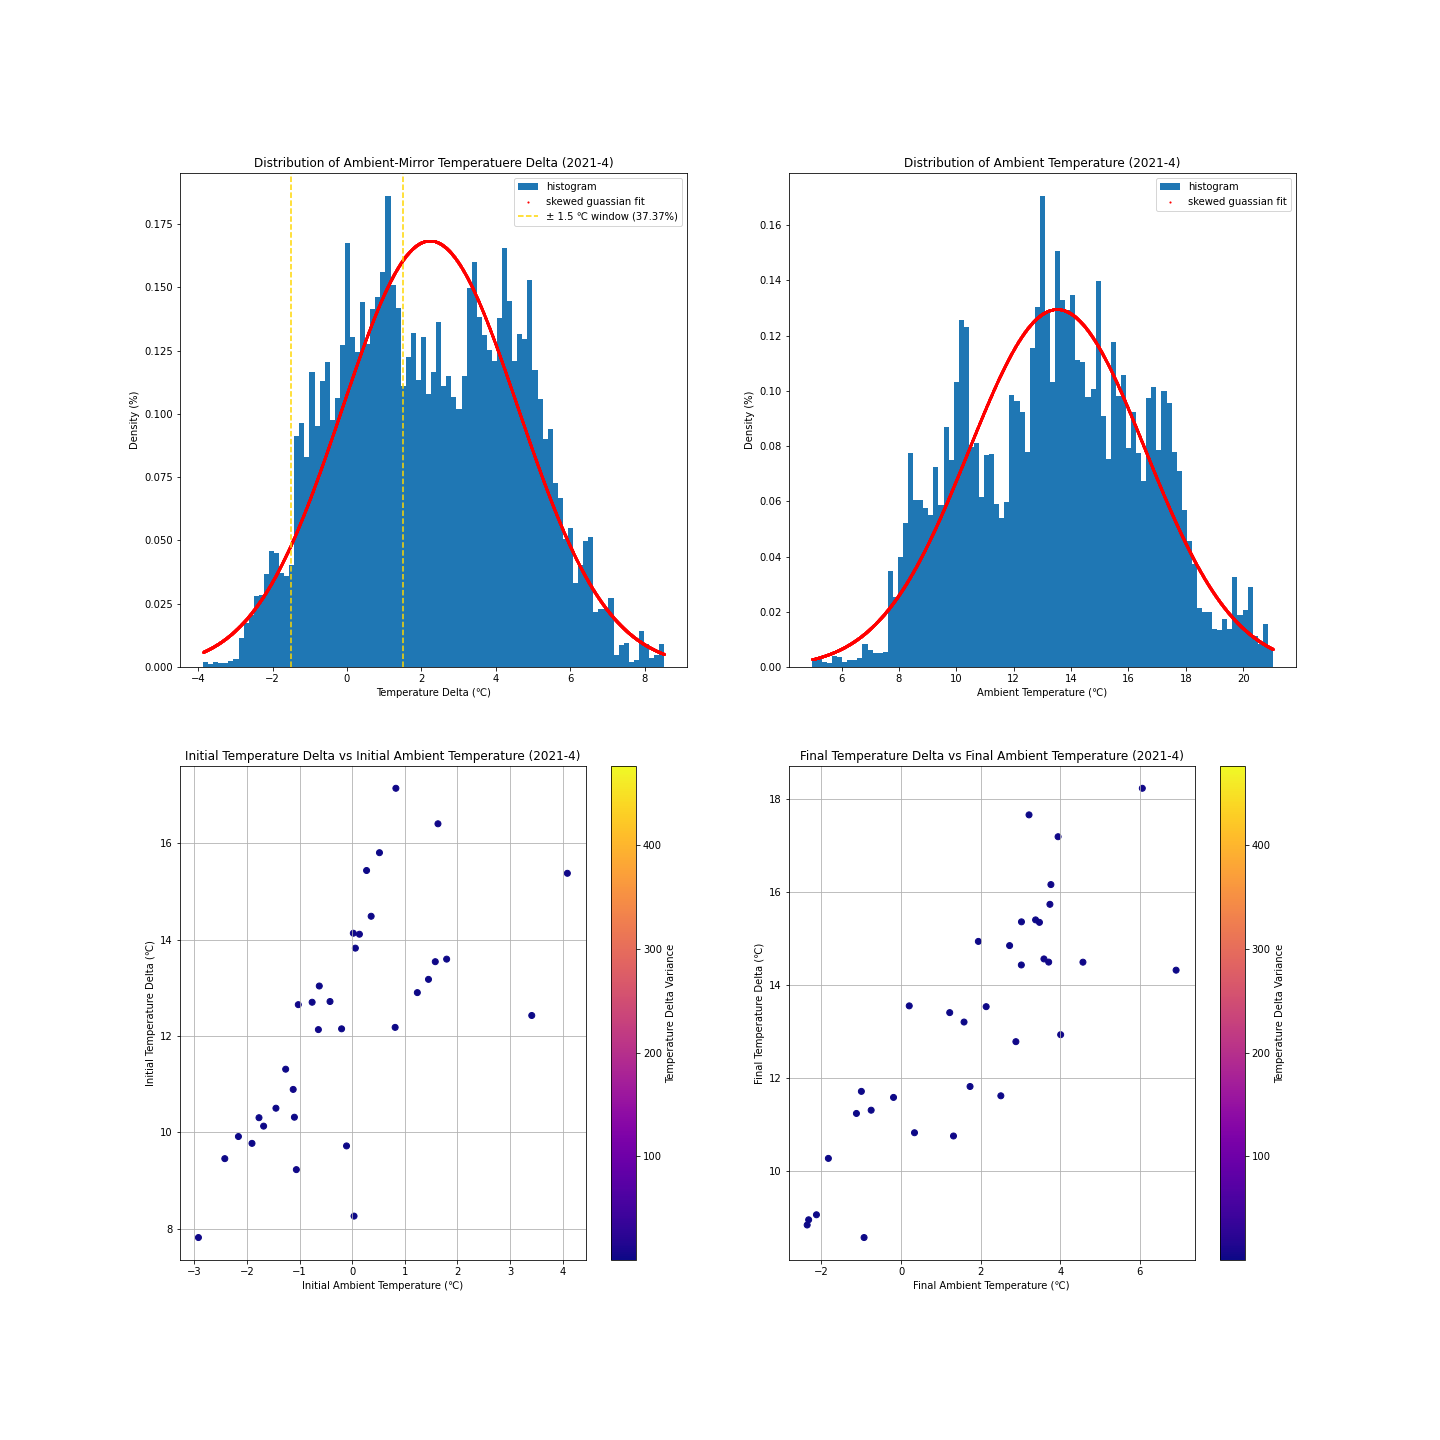 Distribution of Ambient-Mirror Temperatuere Delta (2021-4)
histogram
skewed guassian fit
± 1.5 ℃ window (37.37%)
Density (%)
0.175
0.150
0.125
0.100
0.075
0.050
0.025
0.000
−4 −2 0 2 4 6 8
Temperature Delta (℃)
Distribution of Ambient Temperature (2021-4)
histogram
skewed guassian fit
Density (%)
0.16
0.14
0.12
0.10
0.08
0.06
0.04
0.02
0.00
6 8 10 12 14 16 18 20
Ambient Temperature (℃)
Initial Temperature Delta vs Initial Ambient Temperature (2021-4)
Initial Temperature Delta (℃)
16
14
12
10
8
−3 −2 −1 0 1 2 3 4
Initial Ambient Temperature (℃)
400
300
200
100
Temperature Delta Variance
Final Temperature Delta vs Final Ambient Temperature (2021-4)
Final Temperature Delta (℃)
18
16
14
12
10
−2 0 2 4 6
Final Ambient Temperature (℃)
400
300
200
100
Temperature Delta Variance